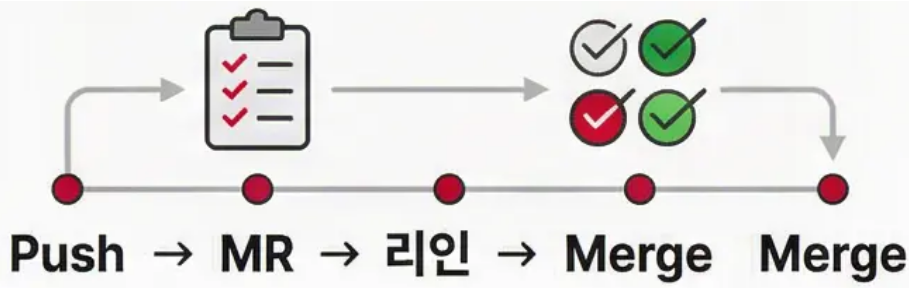 Push → MR → 리인 → Merge Merge